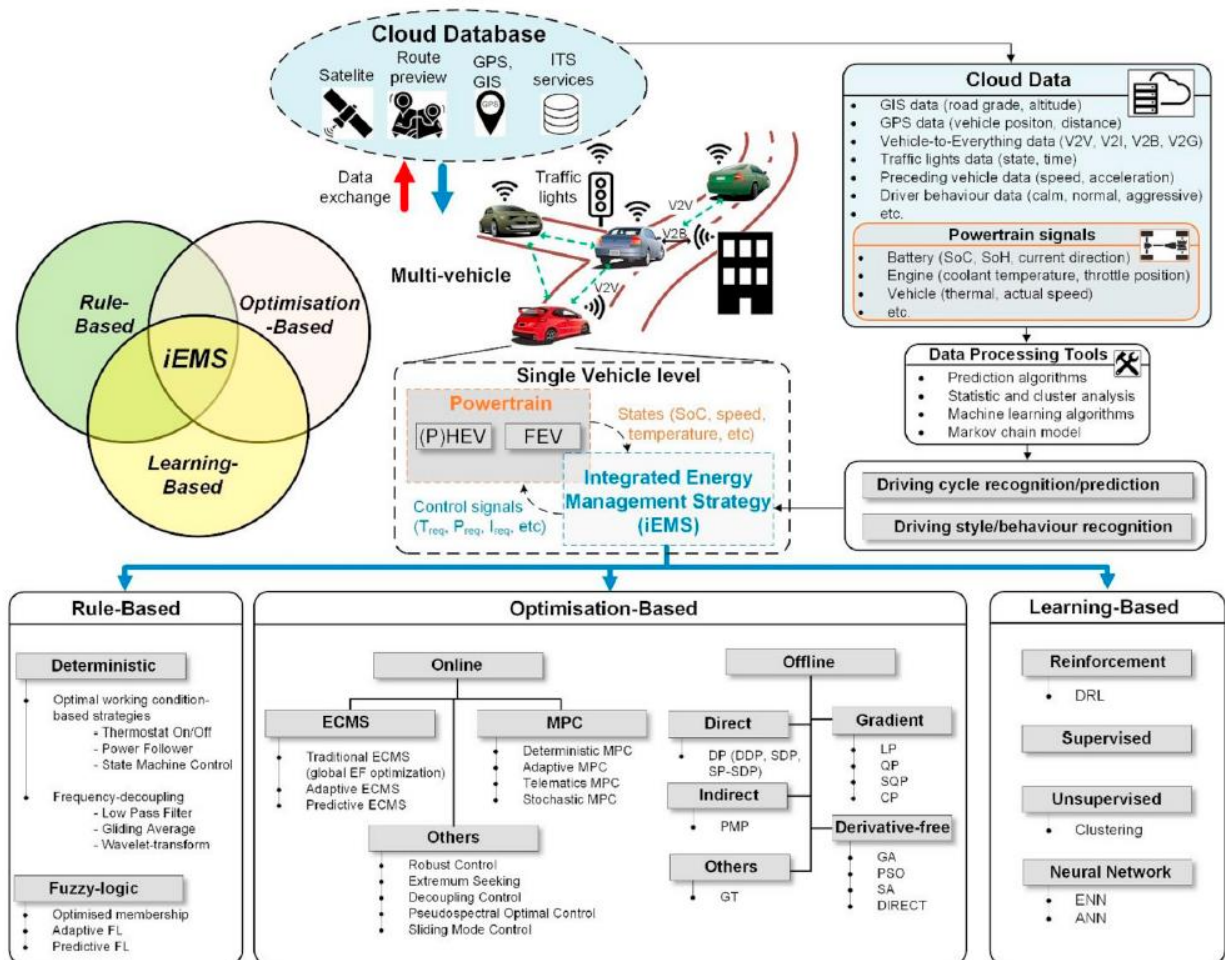 Cloud Database
Satelite
Route
preview
GPS,
GIS
ITS
services
GPS
Data
exchange
Traffic
lights
V2V
V2B
V2V
Multi-vehicle
Cloud Data
GIS data (road grade, altitude)
GPS data (vehicle positon, distance)
Vehicle-to-Everything data (V2V, V2I, V2B, V2G)
Traffic lights data (state, time)
Preceding vehicle data (speed, acceleration)
Driver behaviour data (calm, normal, aggressive)
etc.
Powertrain signals
Battery (SoC, SoH, current direction)
Engine (coolant temperature, throttle position)
Vehicle (thermal, actual speed)
etc.
Data Processing Tools
Prediction algorithms
Statistic and cluster analysis
Machine learning algorithms
Markov chain model
Driving cycle recognition/prediction
Driving style/behaviour recognition
Rule-
Based
Optimisation
-Based
iEMS
Learning-
Based
Single Vehicle level
Powertrain
(P)HEV
FEV
States (SoC, speed,
temperature, etc)
Integrated Energy
Management Strategy
(iEMS)
Control signals
(Treq, Preq, Ireq, etc)
Rule-Based
Deterministic
Optimal working condition-
based strategies
- Thermostat On/Off
- Power Follower
- State Machine Control
Frequency-decoupling
- Low Pass Filter
- Gliding Average
- Wavelet-transform
Fuzzy-logic
Optimised membership
Adaptive FL
Predictive FL
Optimisation-Based
Online
ECMS
Traditional ECMS
(global EF optimization)
Adaptive ECMS
Predictive ECMS
MPC
Deterministic MPC
Adaptive MPC
Telematics MPC
Stochastic MPC
Others
Robust Control
Extremum Seeking
Decoupling Control
Pseudospectral Optimal Control
Sliding Mode Control
Offline
Direct
DP (DDP, SDP,
SP-SDP)
Indirect
PMP
Others
GT
Gradient
LP
QP
SQP
CP
Derivative-free
GA
PSO
SA
DIRECT
Learning-Based
Reinforcement
DRL
Supervised
Unsupervised
Clustering
Neural Network
ENN
ANN